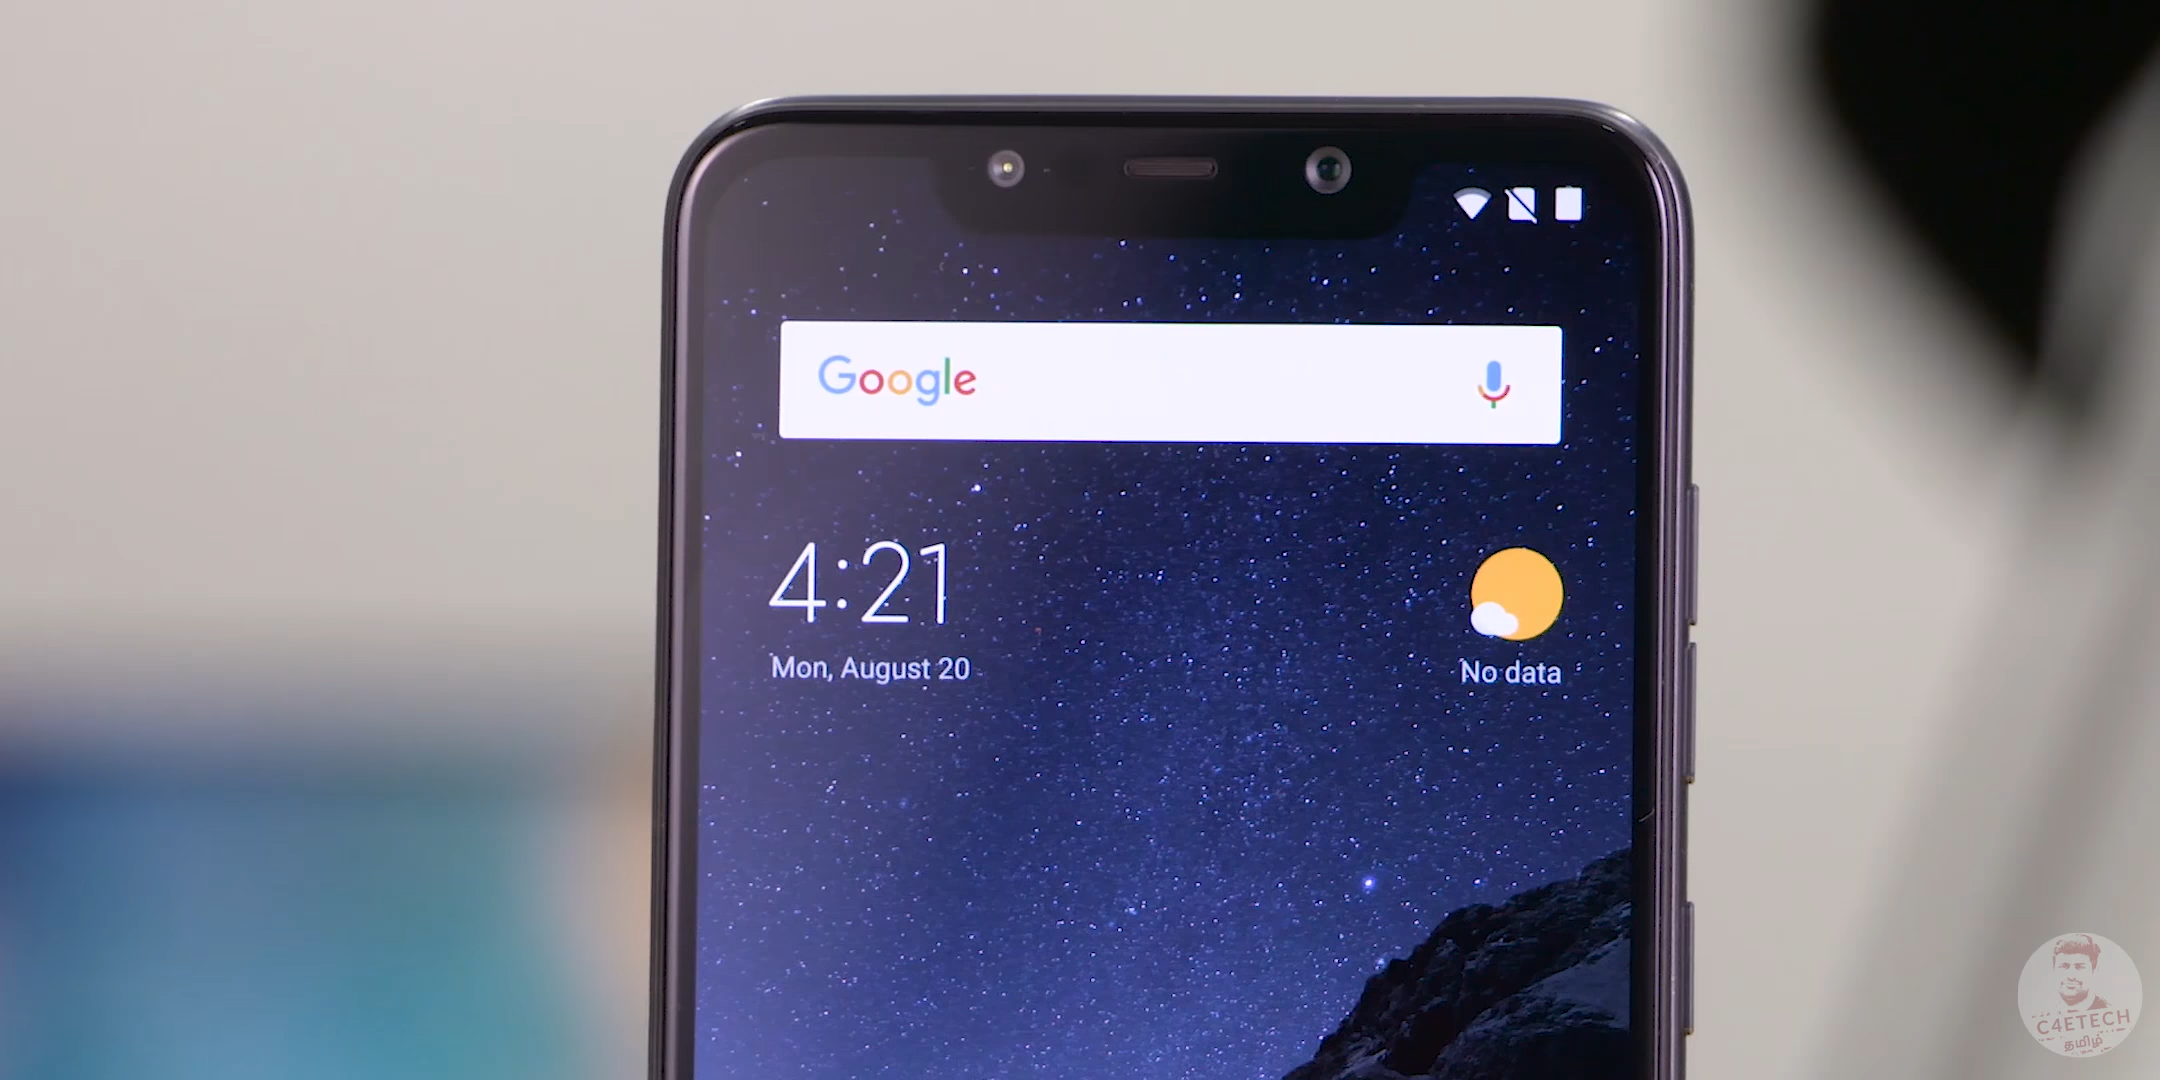 Google
4:21
Mon, August 20
No data
C4ETECH
தமிழ்